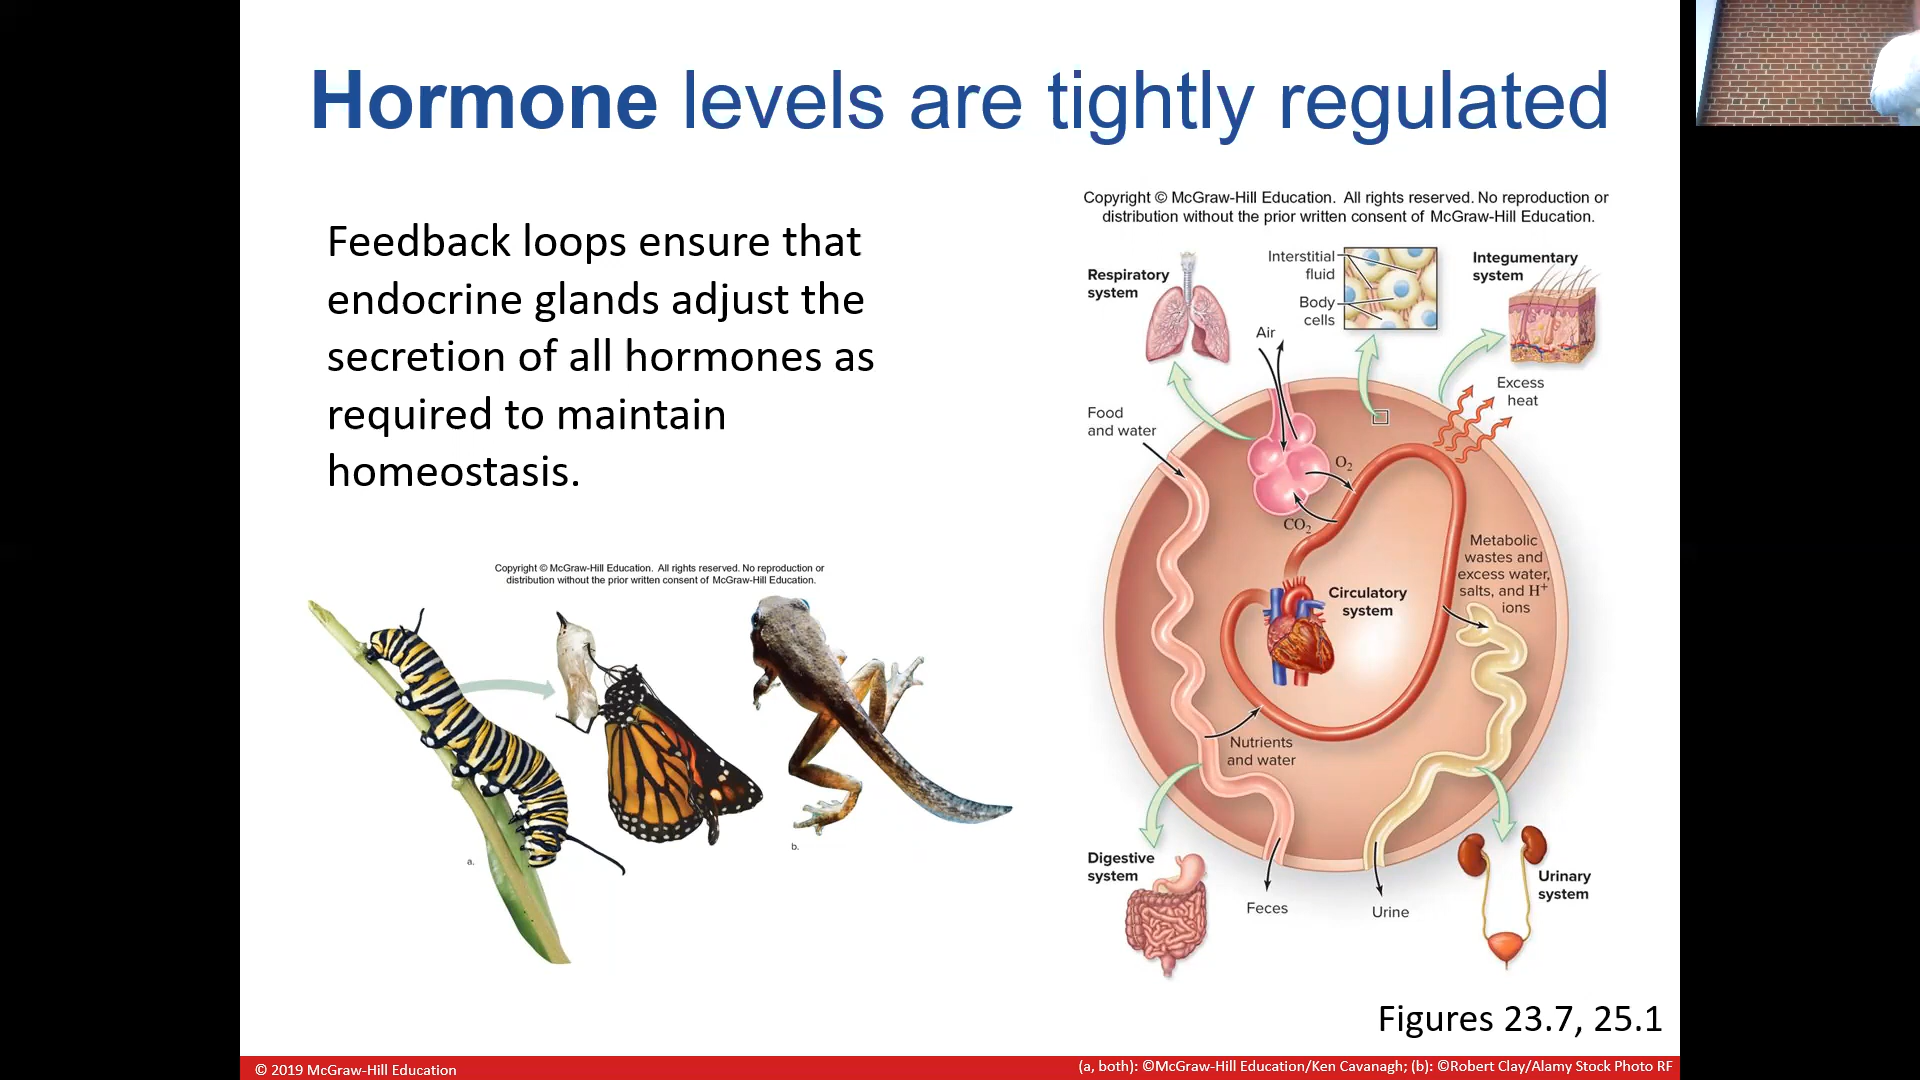 Hormone levels are tightly regulated
Feedback loops ensure that
endocrine glands adjust the
secretion of all hormones as
required to maintain
homeostasis.
Copyright © McGraw-Hill Education. All rights reserved. No reproduction or
distribution without the prior written consent of McGraw-Hill Education.
a.
b.
Copyright © McGraw-Hill Education. All rights reserved. No reproduction or
distribution without the prior written consent of McGraw-Hill Education.
Respiratory
system
Interstitial
fluid
Body
cells
Integumentary
system
Air
Excess
heat
Food
and water
O₂
CO₂
Metabolic
wastes and
excess water,
salts, and H⁺
ions
Circulatory
system
Nutrients
and water
Digestive
system
Feces
Urine
Urinary
system
Figures 23.7, 25.1
© 2019 McGraw-Hill Education
(a, both): ©McGraw-Hill Education/Ken Cavanagh; (b): ©Robert Clay/Alamy Stock Photo RF